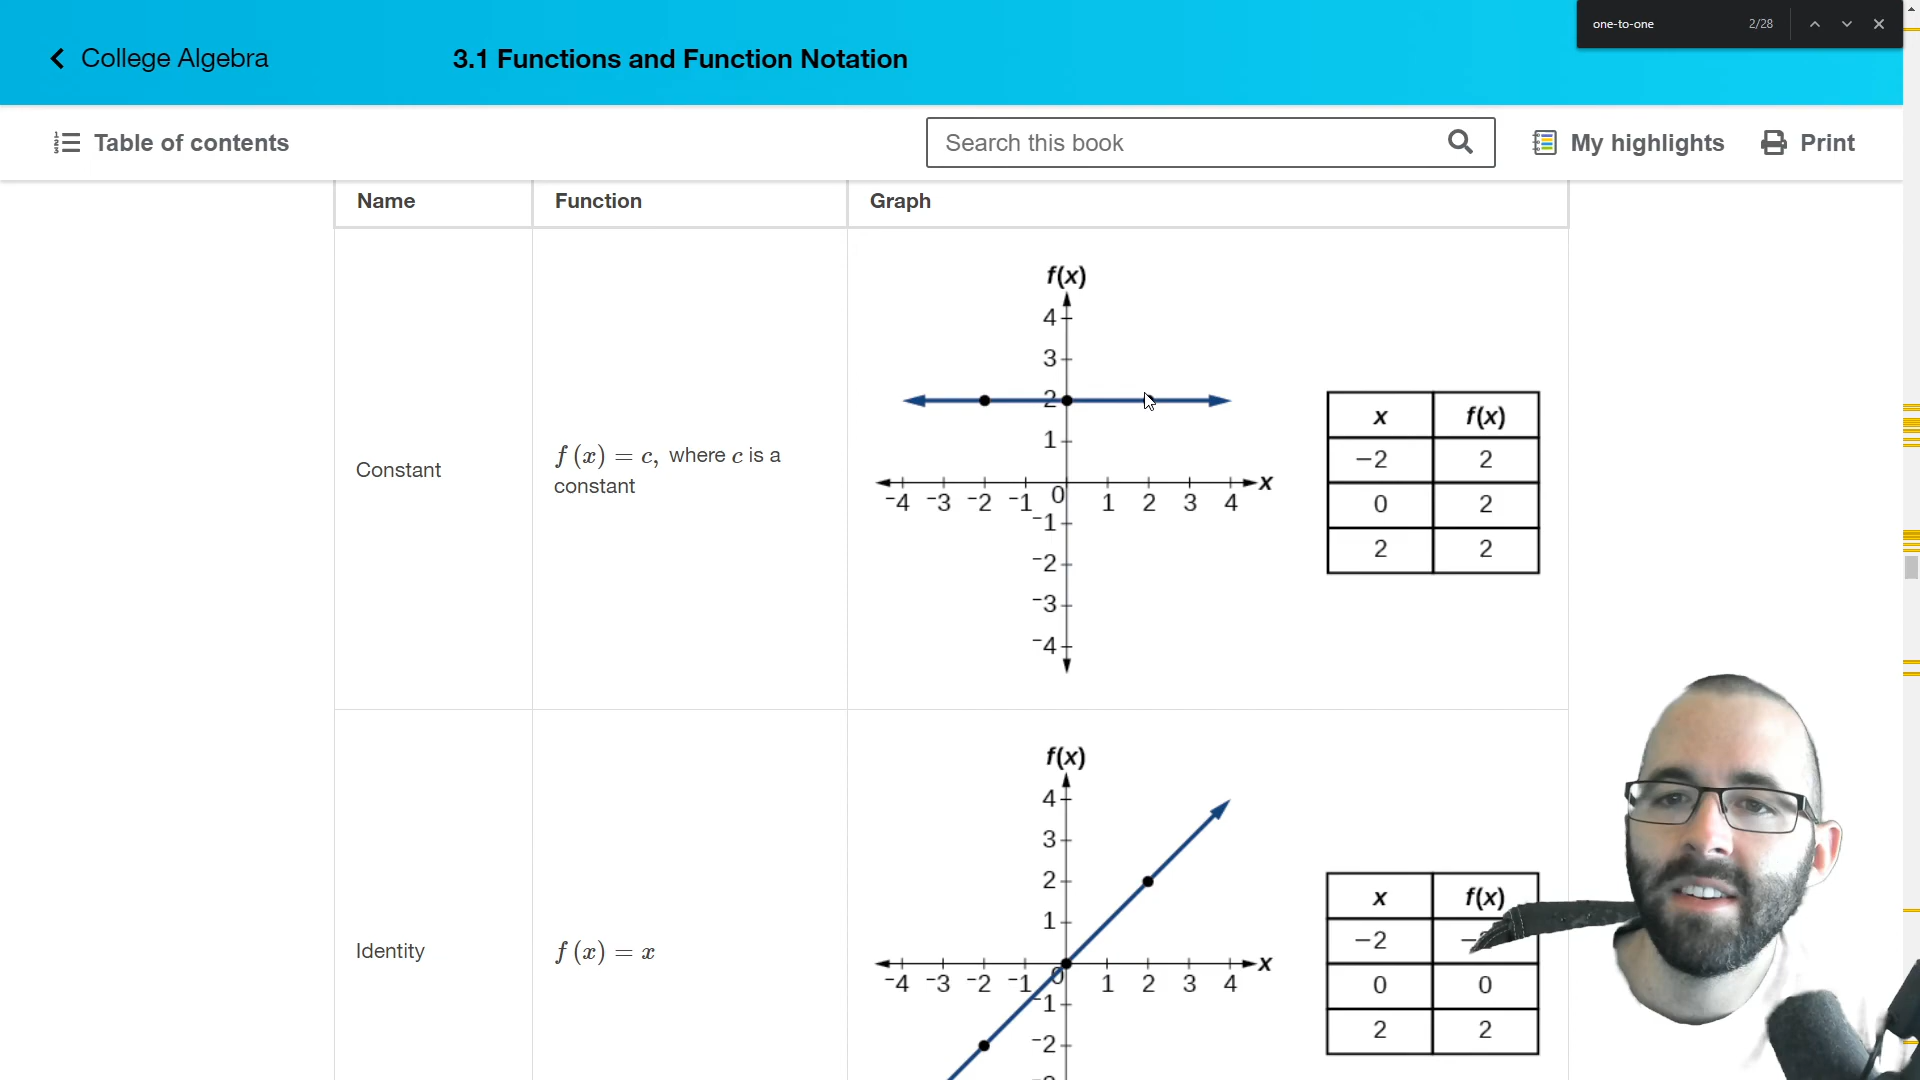 one-to-one 2/28
College Algebra
3.1 Functions and Function Notation
Table of contents
Search this book
My highlights
Print
Name Function Graph
Constant
f (x) = c, where c is a
constant
f(x)
4
3
2
1
-4 -3 -2 -1 0 1 2 3 4 x
-1
-2
-3
-4
x f(x)
−2 2
0 2
2 2
Identity
f (x) = x
f(x)
4
3
2
1
-4 -3 -2 -1 0 1 2 3 4 x
-1
-2
x f(x)
−2
0 0
2 2